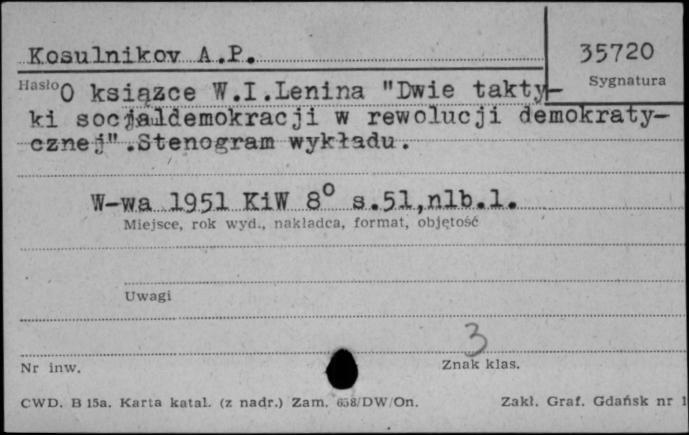 Kosulnikov A.P.
35720
Sygnatura
Hasło O książce W.I.Lenina "Dwie takty-
ki socjaldemokracji w rewolucji demokraty-
cznej".Stenogram wykładu.
W-wa 1951 KiW 8° s.51,nlb.1.
Miejsce, rok wyd., nakładca, format, objętość
Uwagi
3
Nr inw.
Znak klas.
CWD. B 15a. Karta katal. (z nadr.) Zam. 658/DW/On.
Zakł. Graf. Gdańsk nr 1